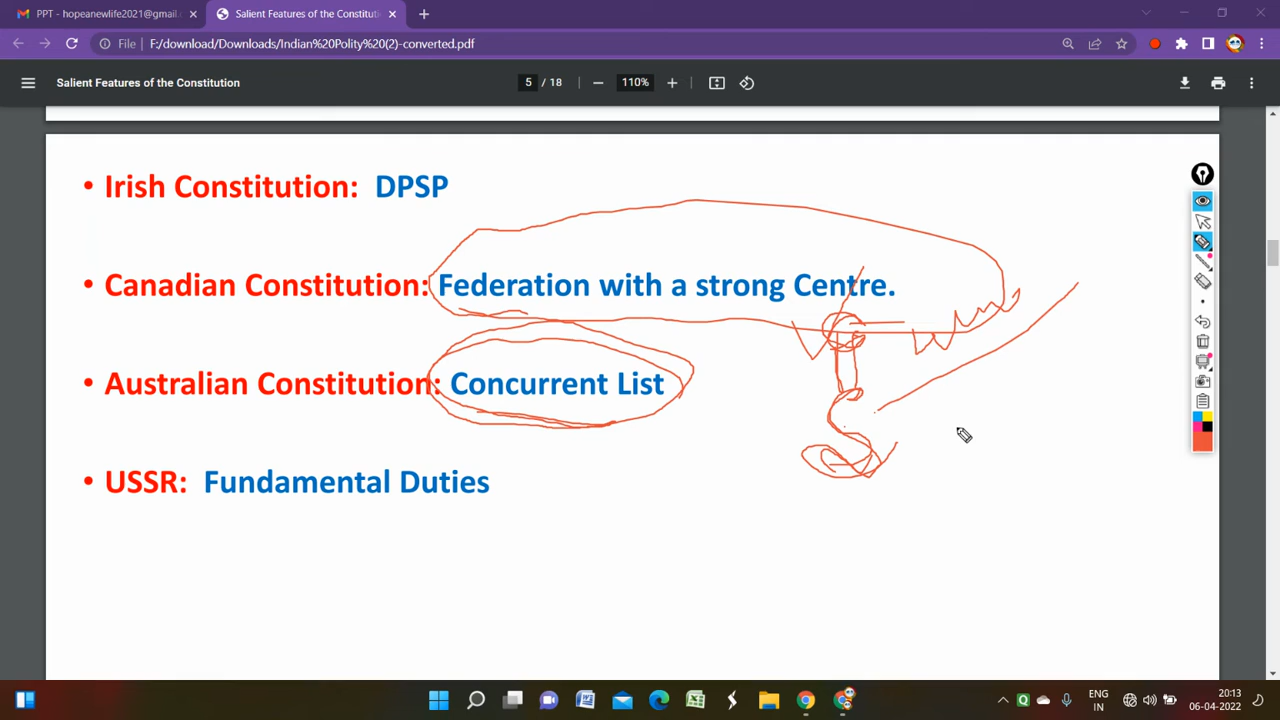 PPT - hopeanewlife2021@gmail.c
Salient Features of the Constituti
File
F:/download/Downloads/Indian%20Polity%20(2)-converted.pdf
Salient Features of the Constitution
5 / 18
110%
• Irish Constitution: DPSP
• Canadian Constitution: Federation with a strong Centre.
• Australian Constitution: Concurrent List
• USSR: Fundamental Duties
ENG
IN
20:13
06-04-2022